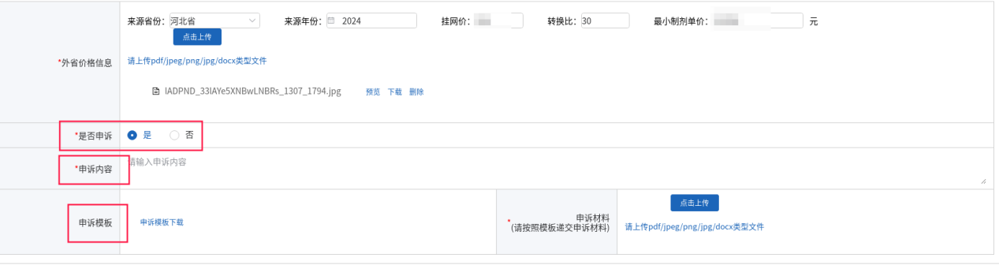 来源省份: 河北省 来源年份: 2024 挂网价: 转换比: 30 最小制剂单价: 元
点击上传
*外省价格信息
请上传pdf/jpeg/png/jpg/docx类型文件
lADPND_33lAYe5XNBwLNBRs_1307_1794.jpg 预览 下载 删除
*是否申诉 是 否
*申诉内容 请输入申诉内容
申诉模板 申诉模板下载
*申诉材料
(请按照模板递交申诉材料)
点击上传
请上传pdf/jpeg/png/jpg/docx类型文件